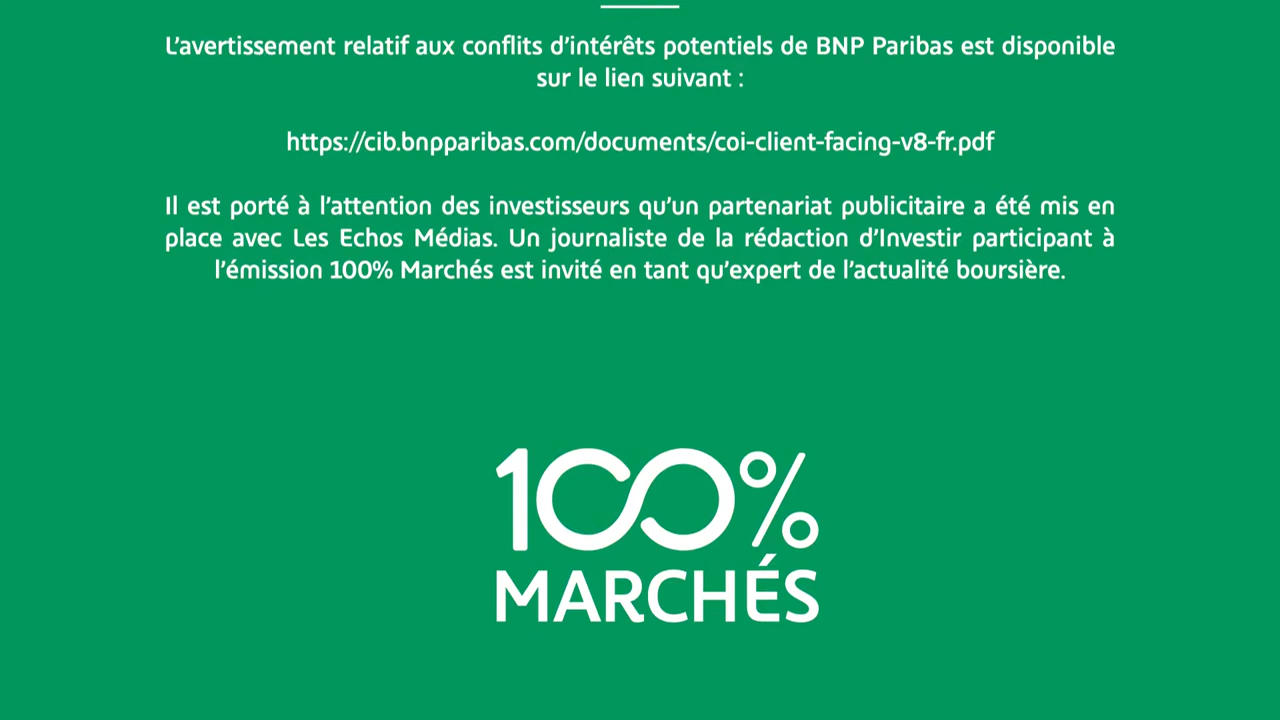 L'avertissement relatif aux conflits d'intérêts potentiels de BNP Paribas est disponible
sur le lien suivant :
https://cib.bnpparibas.com/documents/coi-client-facing-v8-fr.pdf
Il est porté à l'attention des investisseurs qu'un partenariat publicitaire a été mis en
place avec Les Echos Médias. Un journaliste de la rédaction d'Investir participant à
l'émission 100% Marchés est invité en tant qu'expert de l'actualité boursière.
100%
MARCHÉS